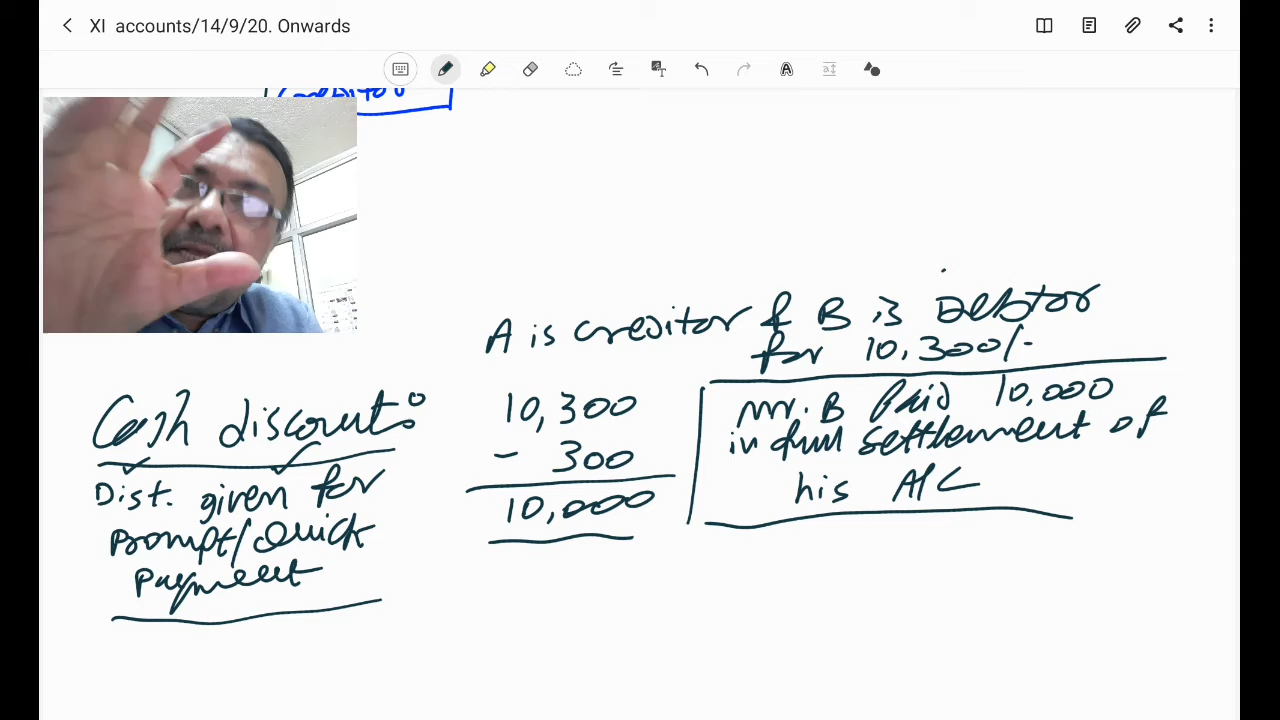 XI accounts/14/9/20. Onwards
A is creditor & B is Debtor
for 10,300/-
Cash discount:
Dist. given for
Prompt/Quick
Payment
10,300
- 300
10,000
Mr. B Paid 10,000
in full settlement of
his A/C